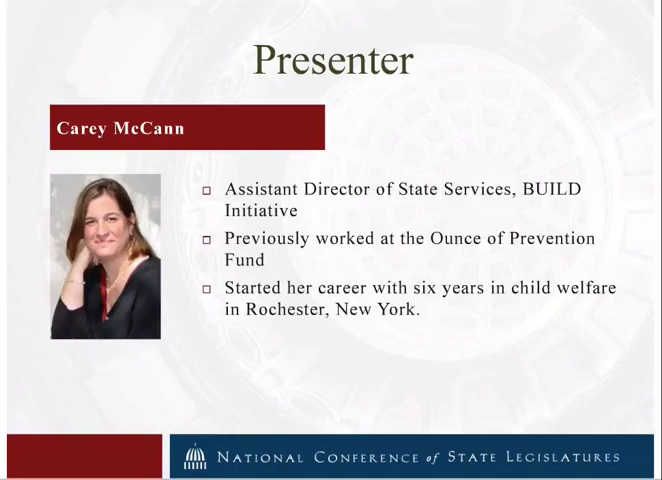 Presenter
Carey McCann
Assistant Director of State Services, BUILD
Initiative
Previously worked at the Ounce of Prevention
Fund
Started her career with six years in child welfare
in Rochester, New York.
NATIONAL CONFERENCE of STATE LEGISLATURES